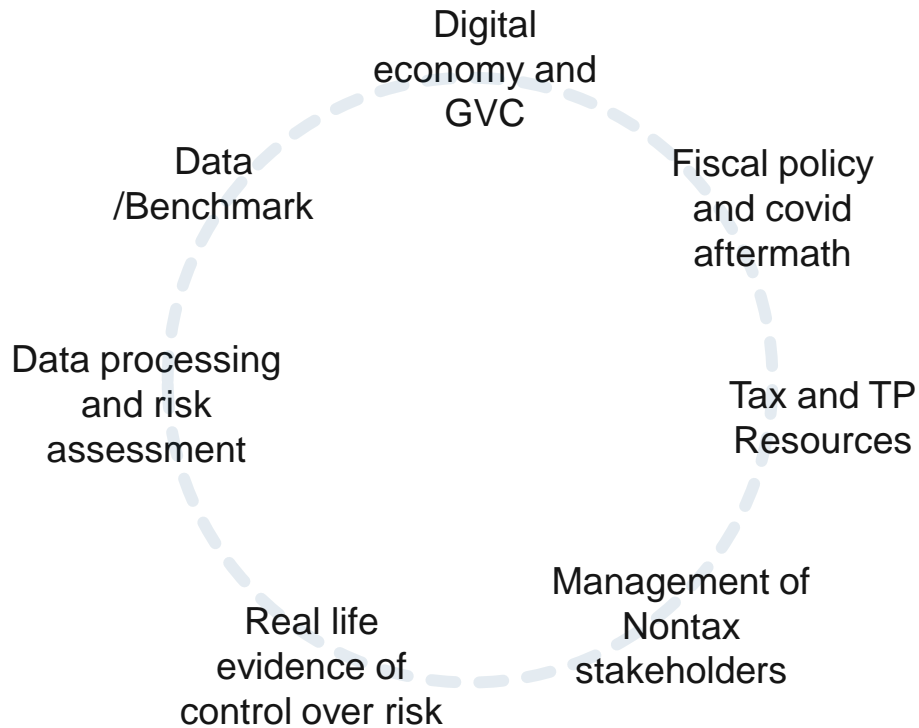 Digital
economy and
GVC
Fiscal policy
and covid
aftermath
Tax and TP
Resources
Management of
Nontax
stakeholders
Real life
evidence of
control over risk
Data processing
and risk
assessment
Data
/Benchmark